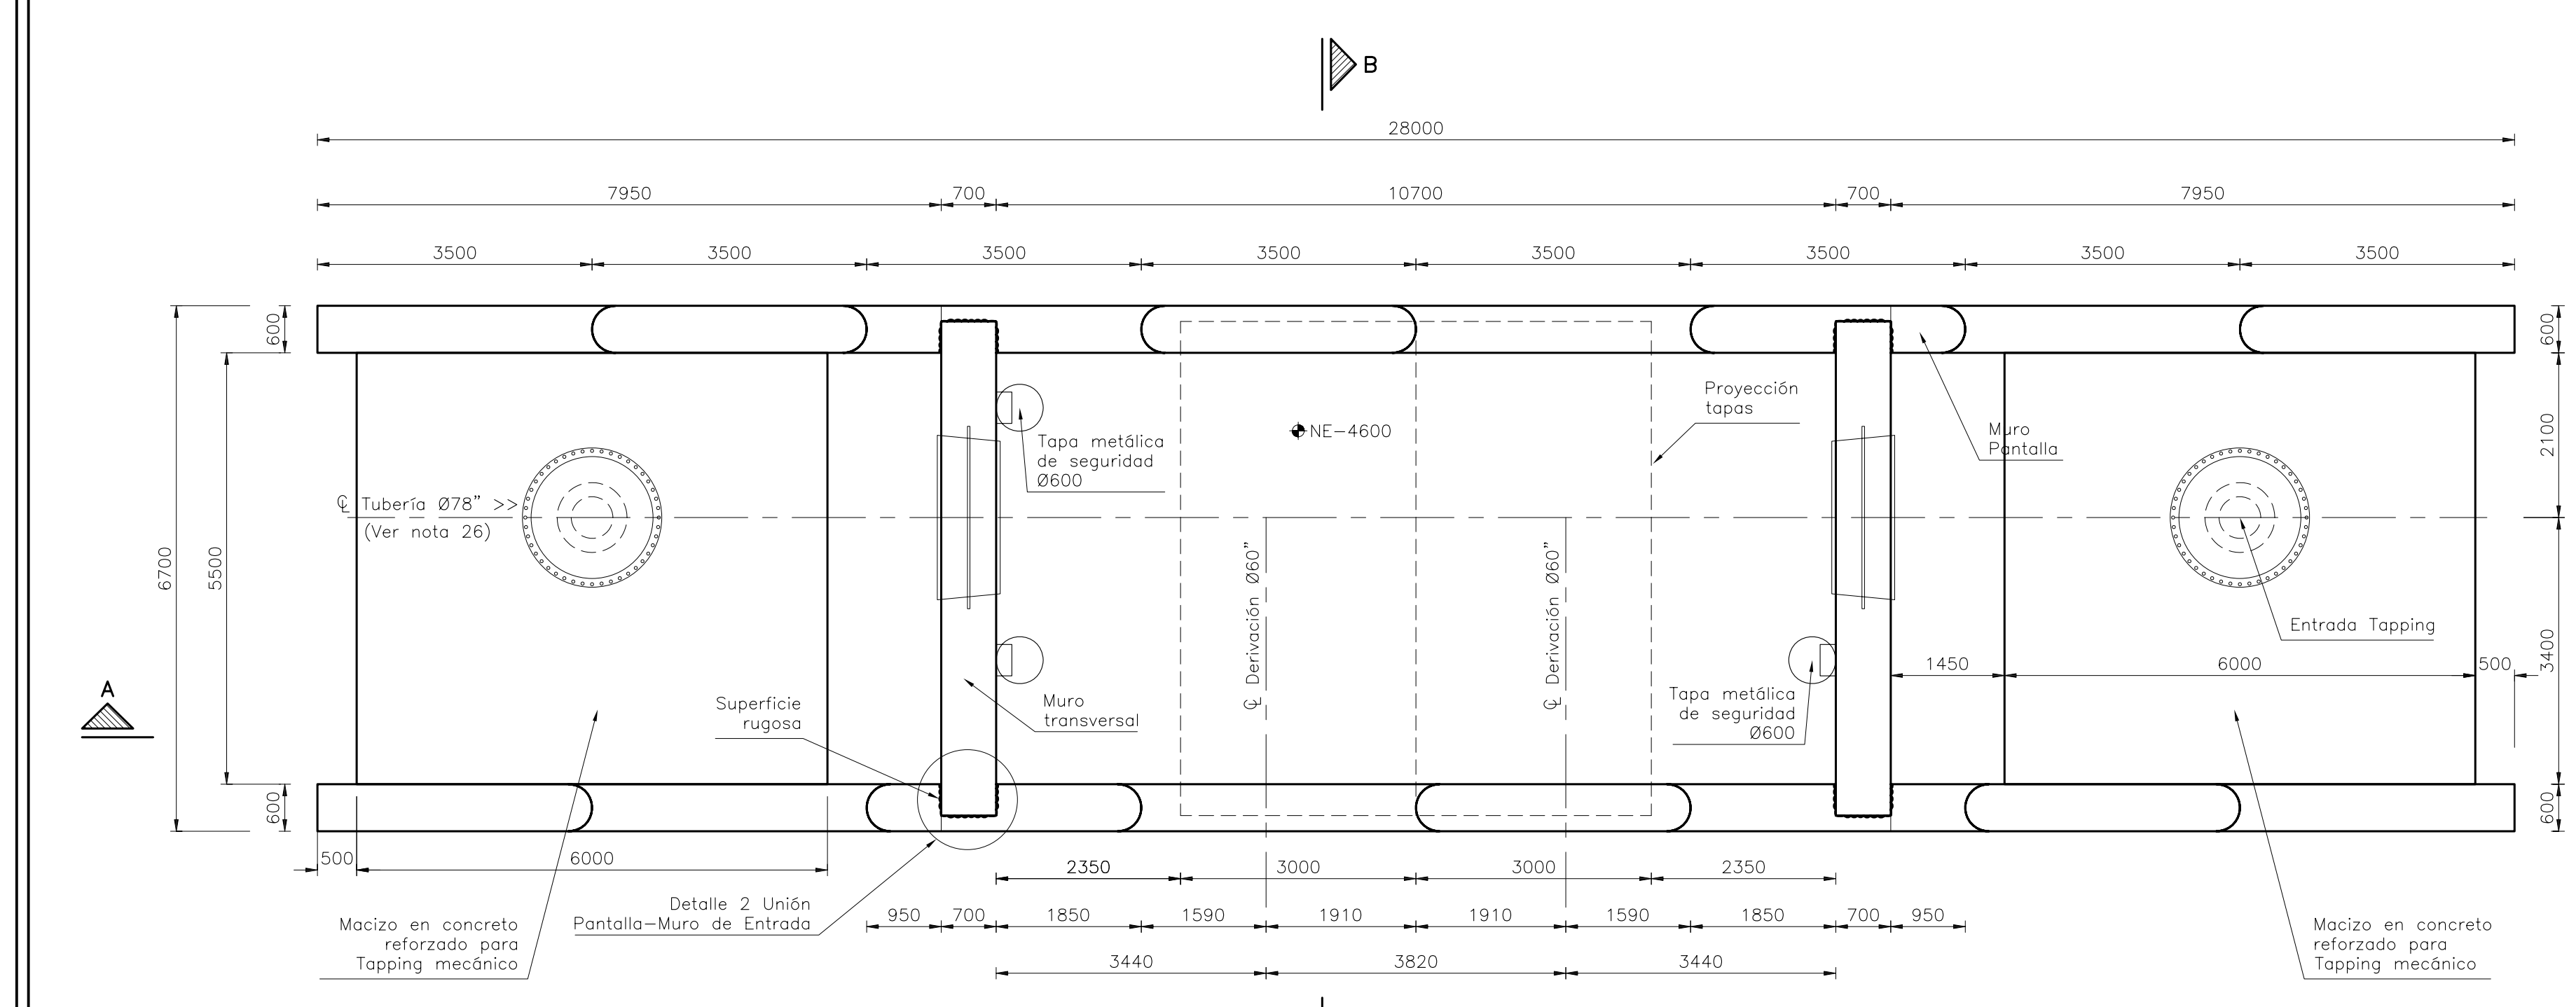 B
28000
7950 700 10700 700 7950
3500 3500 3500 3500 3500 3500 3500 3500
600
600
6700
5500
2100
3400
600
600
Proyección
tapas
NE-4600
Tapa metálica
de seguridad
Ø600
Muro
Pantalla
℄ Tubería Ø78" >>
(Ver nota 26)
℄ Derivación Ø60"
℄ Derivación Ø60"
Entrada Tapping
1450 6000 500
A
Superficie
rugosa
Muro
transversal
Tapa metálica
de seguridad
Ø600
500 6000
2350 3000 3000 2350
Detalle 2 Unión
Pantalla-Muro de Entrada
950 700 1850 1590 1910 1910 1590 1850 700 950
Macizo en concreto
reforzado para
Tapping mecánico
Macizo en concreto
reforzado para
Tapping mecánico
3440 3820 3440